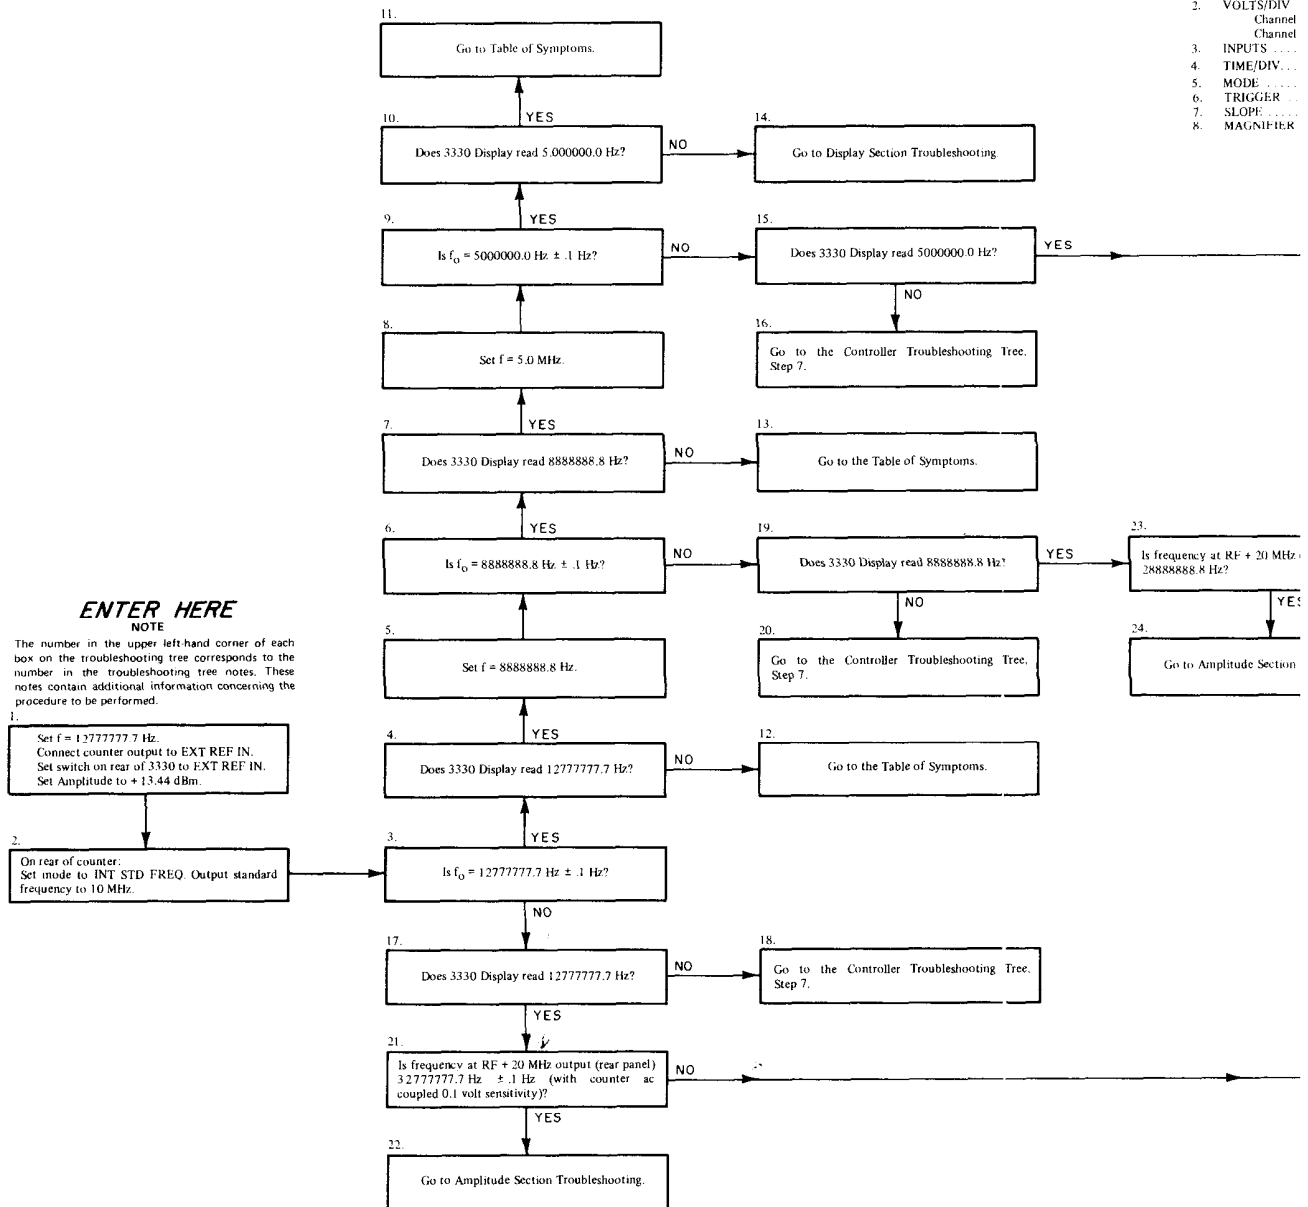 11.
Go to Table of Symptoms.
YES
10.
Does 3330 Display read 5.000000.0 Hz?
NO
14.
Go to Display Section Troubleshooting.
YES
9.
Is fo = 5000000.0 Hz ± .1 Hz?
NO
15.
Does 3330 Display read 5000000.0 Hz?
YES
NO
8.
Set f = 5.0 MHz.
16.
Go to the Controller Troubleshooting Tree.
Step 7.
YES
7.
Does 3330 Display read 8888888.8 Hz?
NO
13.
Go to the Table of Symptoms.
YES
6.
Is fo = 8888888.8 Hz ± .1 Hz?
NO
19.
Does 3330 Display read 8888888.8 Hz?
YES
23.
Is frequency at RF + 20 MHz
28888888.8 Hz?
NO
YES
5.
Set f = 8888888.8 Hz.
20.
Go to the Controller Troubleshooting Tree.
Step 7.
24.
Go to Amplitude Section
YES
4.
Does 3330 Display read 12777777.7 Hz?
NO
12.
Go to the Table of Symptoms.
ENTER HERE
NOTE
The number in the upper left-hand corner of each
box on the troubleshooting tree corresponds to the
number in the troubleshooting tree notes. These
notes contain additional information concerning the
procedure to be performed.
1.
Set f = 12777777.7 Hz.
Connect counter output to EXT REF IN.
Set switch on rear of 3330 to EXT REF IN.
Set Amplitude to + 13.44 dBm.
2.
On rear of counter:
Set mode to INT STD FREQ. Output standard
frequency to 10 MHz.
YES
3.
Is fo = 12777777.7 Hz ± .1 Hz?
NO
17.
Does 3330 Display read 12777777.7 Hz?
NO
18.
Go to the Controller Troubleshooting Tree.
Step 7.
YES
21.
Is frequency at RF + 20 MHz output (rear panel)
32777777.7 Hz ± .1 Hz (with counter ac
coupled 0.1 volt sensitivity)?
NO
YES
22.
Go to Amplitude Section Troubleshooting.
2. VOLTS/DIV
Channel
Channel
3. INPUTS ....
4. TIME/DIV...
5. MODE .....
6. TRIGGER ..
7. SLOPE .....
8. MAGNIFIER